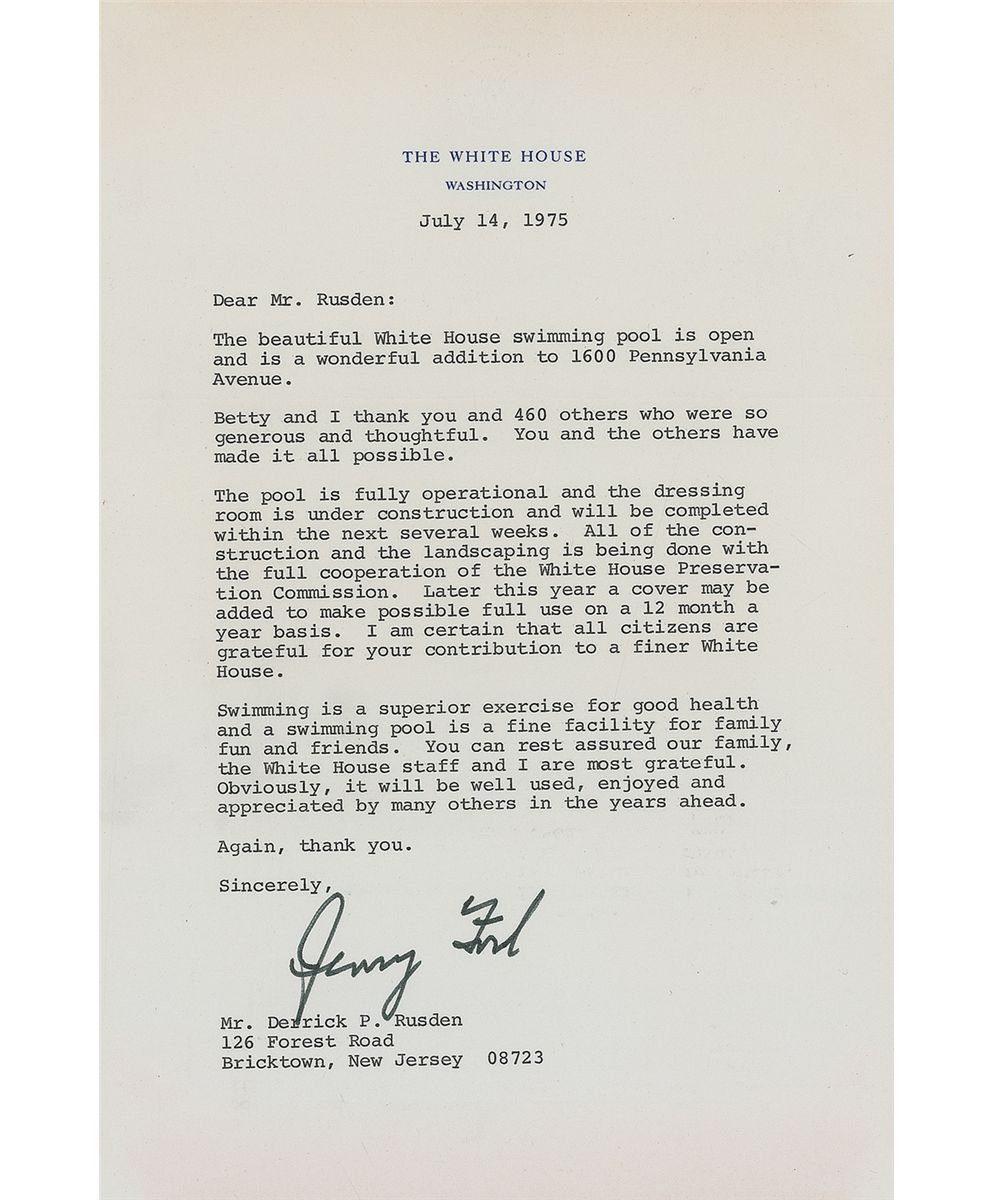 THE WHITE HOUSE
WASHINGTON
July 14, 1975
Dear Mr. Rusden:
The beautiful White House swimming pool is open
and is a wonderful addition to 1600 Pennsylvania
Avenue.
Betty and I thank you and 460 others who were so
generous and thoughtful.  You and the others have
made it all possible.
The pool is fully operational and the dressing
room is under construction and will be completed
within the next several weeks.  All of the con-
struction and the landscaping is being done with
the full cooperation of the White House Preserva-
tion Commission.  Later this year a cover may be
added to make possible full use on a 12 month a
year basis.  I am certain that all citizens are
grateful for your contribution to a finer White
House.
Swimming is a superior exercise for good health
and a swimming pool is a fine facility for family
fun and friends.  You can rest assured our family,
the White House staff and I are most grateful.
Obviously, it will be well used, enjoyed and
appreciated by many others in the years ahead.
Again, thank you.
Sincerely,
Jerry Ford
Mr. Derrick P. Rusden
126 Forest Road
Bricktown, New Jersey  08723